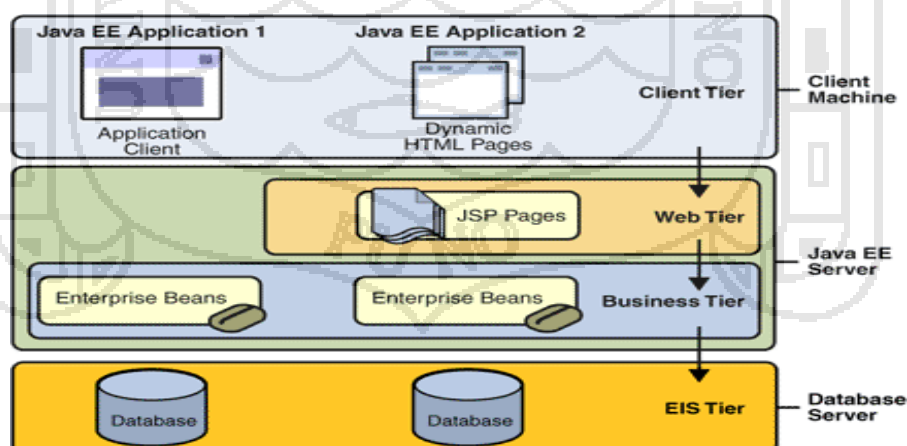 Java EE Application 1
Java EE Application 2
Application
Client
Dynamic
HTML Pages
Client Tier
Client
Machine
JSP Pages
Web Tier
Java EE
Server
Enterprise Beans
Enterprise Beans
Business Tier
Database
Database
EIS Tier
Database
Server